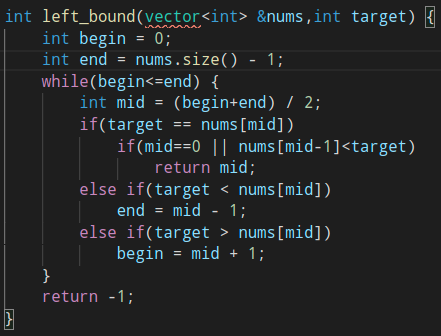 int left_bound(vector<int> &nums,int target) {
    int begin = 0;
    int end = nums.size() - 1;
    while(begin<=end) {
        int mid = (begin+end) / 2;
        if(target == nums[mid])
            if(mid==0 || nums[mid-1]<target)
                return mid;
        else if(target < nums[mid])
            end = mid - 1;
        else if(target > nums[mid])
            begin = mid + 1;
    }
    return -1;
}